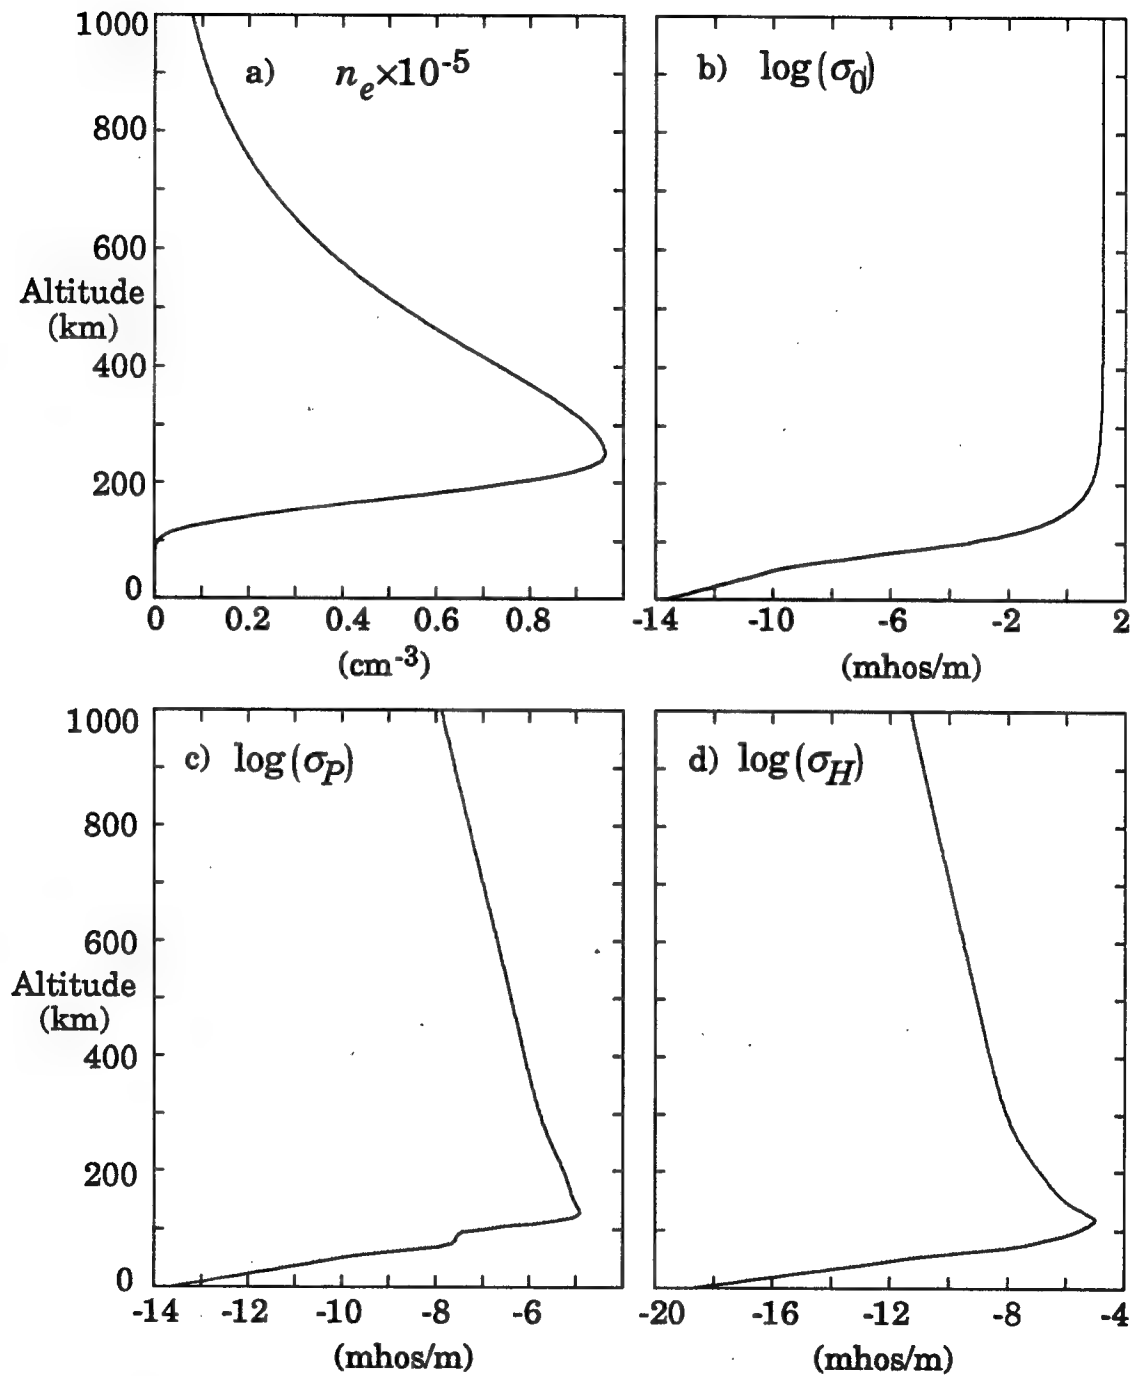 a) n_e×10^-5
1000
800
600
Altitude
(km)
400
200
0
0 0.2 0.4 0.6 0.8
(cm^-3)
b) log(σ_0)
-14 -10 -6 -2 2
(mhos/m)
c) log(σ_P)
1000
800
600
Altitude
(km)
400
200
0
-14 -12 -10 -8 -6
(mhos/m)
d) log(σ_H)
-20 -16 -12 -8 -4
(mhos/m)